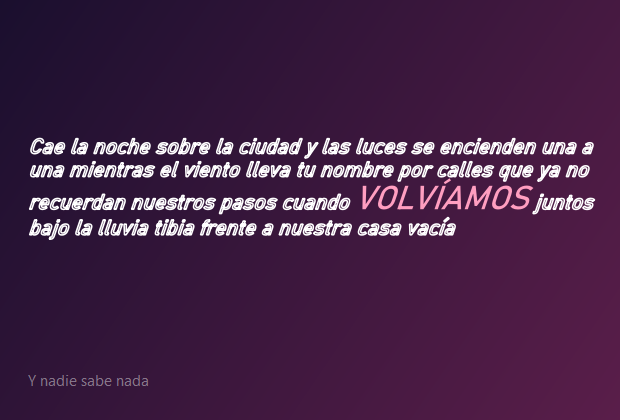 Cae la noche sobre la ciudad y las luces se encienden una a
una mientras el viento lleva tu nombre por calles que ya no
recuerdan nuestros pasos cuando VOLVÍAMOS juntos
bajo la lluvia tibia frente a nuestra casa vacía
Y nadie sabe nada